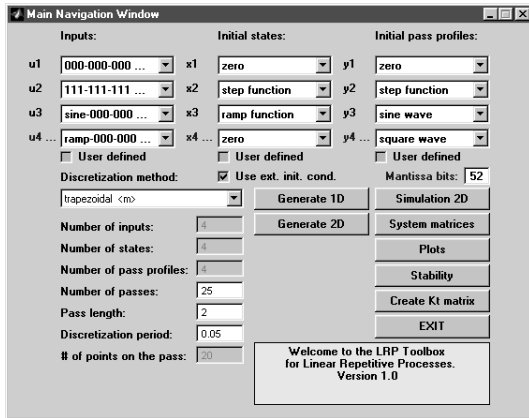 Main Navigation Window
Inputs: Initial states: Initial pass profiles:
u1 000-000-000 ... x1 zero y1 zero
u2 111-111-111 ... x2 step function y2 step function
u3 sine-000-000 ... x3 ramp function y3 sine wave
u4 ... ramp-000-000 ... x4 ... zero y4 ... square wave
User defined User defined User defined
Discretization method: Use ext. init. cond. Mantissa bits: 52
trapezoidal <m> Generate 1D Simulation 2D
Number of inputs: 4 Generate 2D System matrices
Number of states: 4 Plots
Number of pass profiles: 4 Stability
Number of passes: 25 Create Kt matrix
Pass length: 2 EXIT
Discretization period: 0.05
# of points on the pass: 20
Welcome to the LRP Toolbox
for Linear Repetitive Processes.
Version 1.0